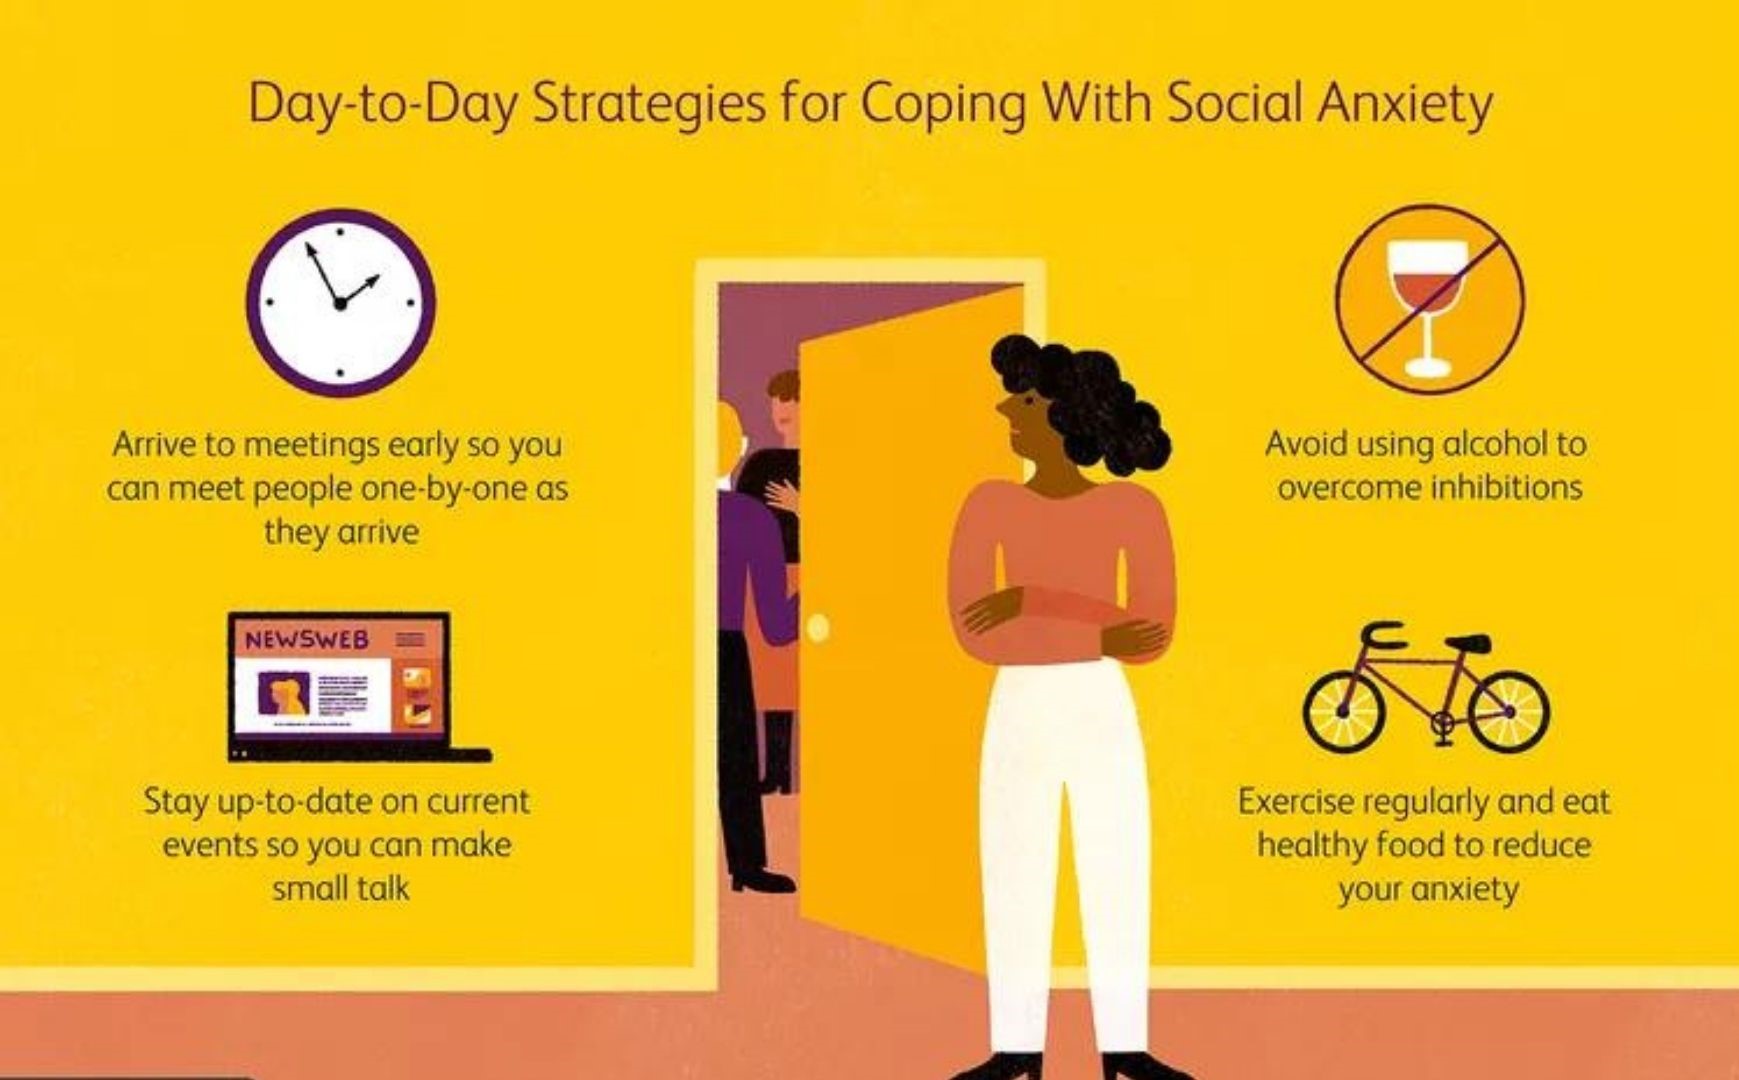 Day-to-Day Strategies for Coping With Social Anxiety
Arrive to meetings early so you
can meet people one-by-one as
they arrive
NEWSWEB
Stay up-to-date on current
events so you can make
small talk
Avoid using alcohol to
overcome inhibitions
Exercise regularly and eat
healthy food to reduce
your anxiety